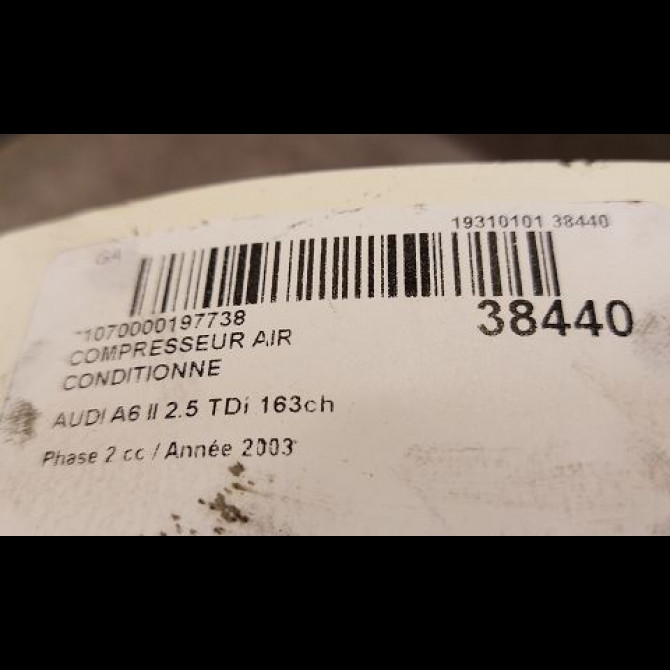 GA
19310101 38440
38440
-1070000197738
COMPRESSEUR AIR
CONDITIONNE
AUDI A6 II 2.5 TDi 163ch
Phase 2 cc / Année 2003